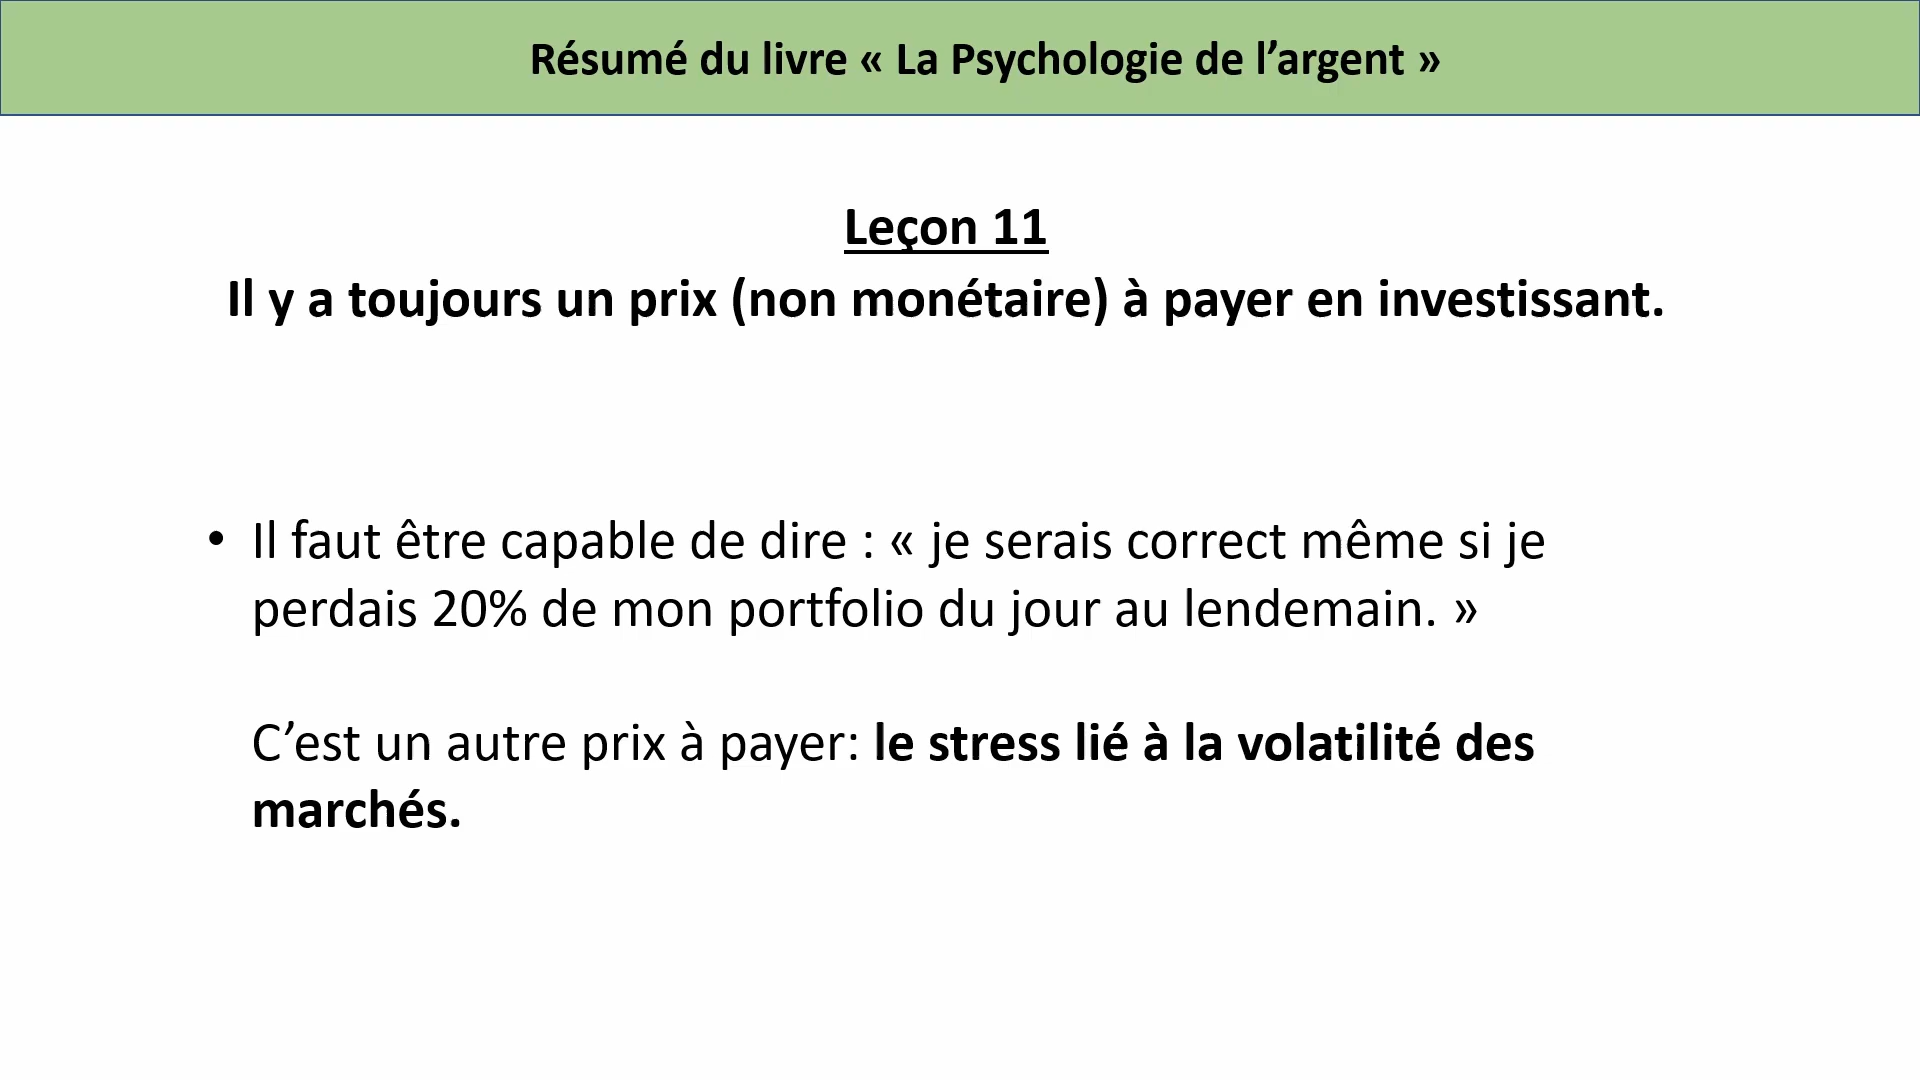 Résumé du livre « La Psychologie de l’argent »
Leçon 11
Il y a toujours un prix (non monétaire) à payer en investissant.
• Il faut être capable de dire : « je serais correct même si je
perdais 20% de mon portfolio du jour au lendemain. »
C’est un autre prix à payer: le stress lié à la volatilité des
marchés.